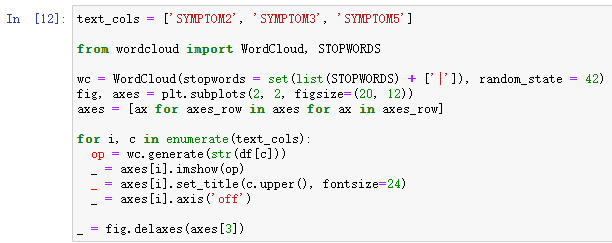 In [12]: text_cols = ['SYMPTOM2', 'SYMPTOM3', 'SYMPTOM5']
from wordcloud import WordCloud, STOPWORDS
wc = WordCloud(stopwords = set(list(STOPWORDS) + ['|']), random_state = 42)
fig, axes = plt.subplots(2, 2, figsize=(20, 12))
axes = [ax for axes_row in axes for ax in axes_row]
for i, c in enumerate(text_cols):
  op = wc.generate(str(df[c]))
  _ = axes[i].imshow(op)
  _ = axes[i].set_title(c.upper(), fontsize=24)
  _ = axes[i].axis('off')
_ = fig.delaxes(axes[3])